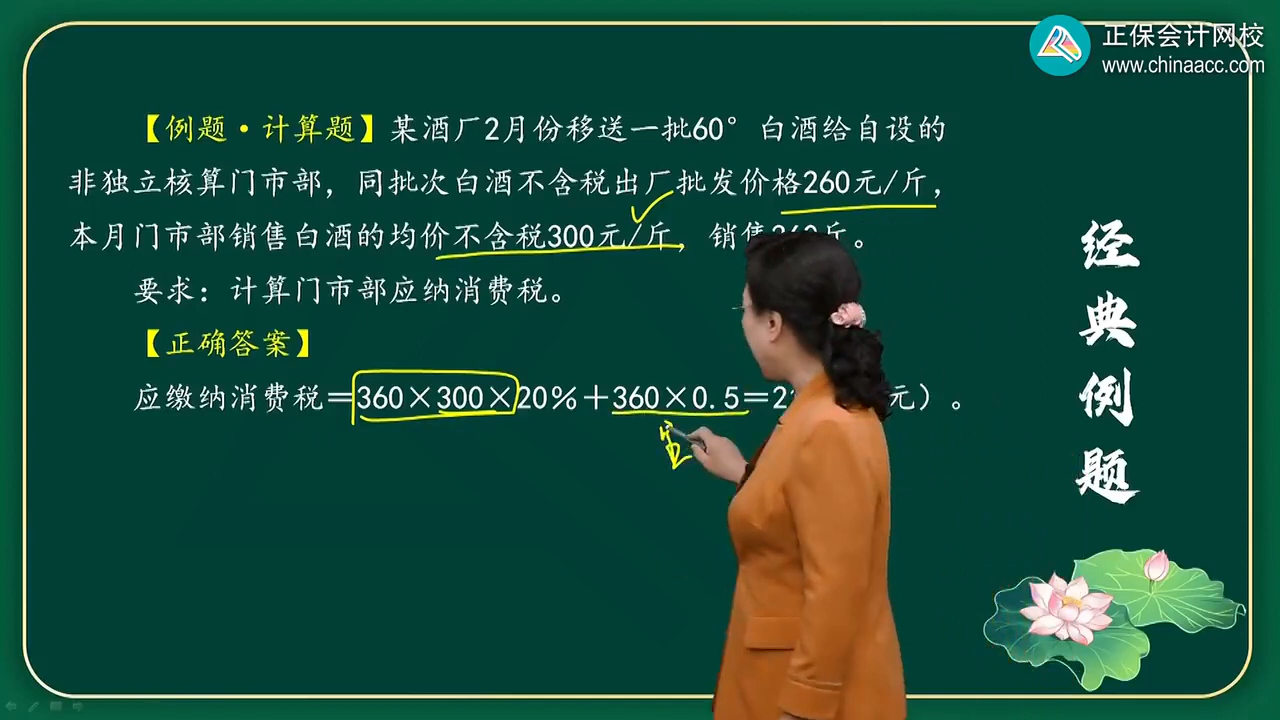 正保会计网校
www.chinaacc.com
【例题·计算题】某酒厂2月份移送一批60°白酒给自设的
非独立核算门市部，同批次白酒不含税出厂批发价格260元/斤，
本月门市部销售白酒的均价不含税300元/斤，销售360斤。
要求：计算门市部应纳消费税。
【正确答案】
应缴纳消费税＝360×300×20%＋360×0.5＝2 元）。
经典例题